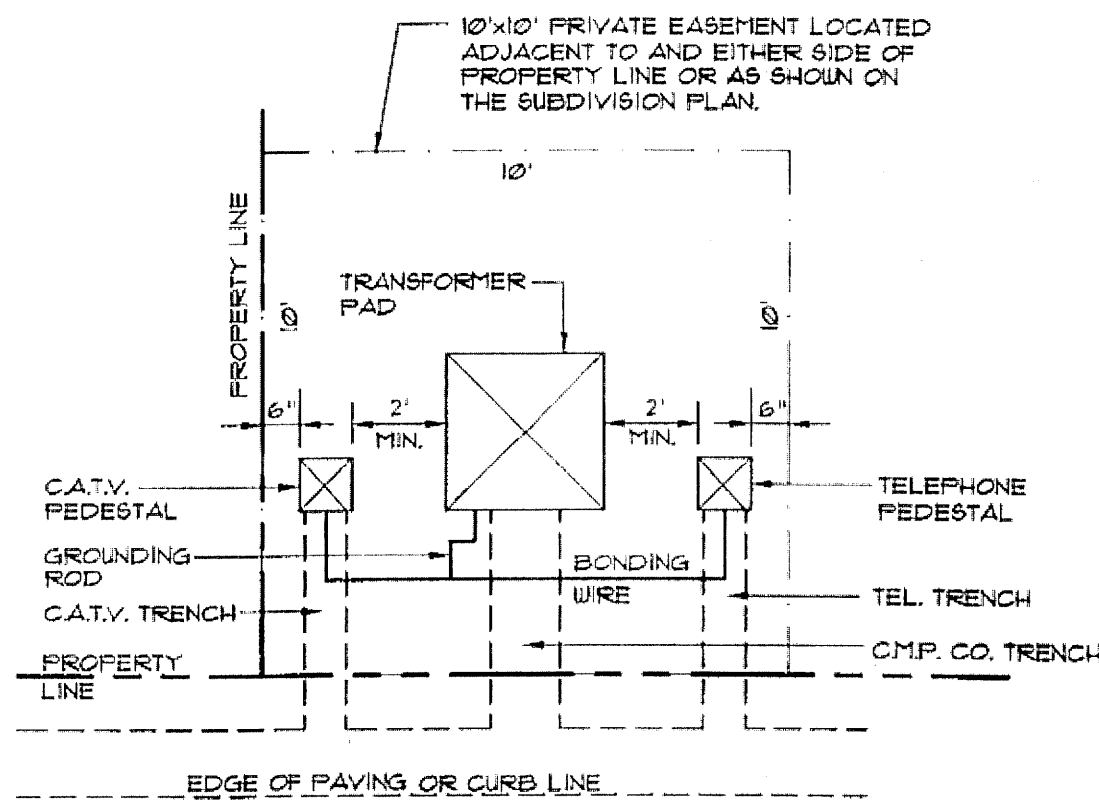 10'x10' PRIVATE EASEMENT LOCATED
ADJACENT TO AND EITHER SIDE OF
PROPERTY LINE OR AS SHOWN ON
THE SUBDIVISION PLAN.
10'
PROPERTY LINE
TRANSFORMER
PAD
10'
10'
6"
2'
MIN.
2'
MIN.
6"
C.A.T.V.
PEDESTAL
TELEPHONE
PEDESTAL
GROUNDING
ROD
BONDING
WIRE
C.A.T.V. TRENCH
TEL. TRENCH
C.M.P. CO. TRENCH
PROPERTY
LINE
EDGE OF PAVING OR CURB LINE